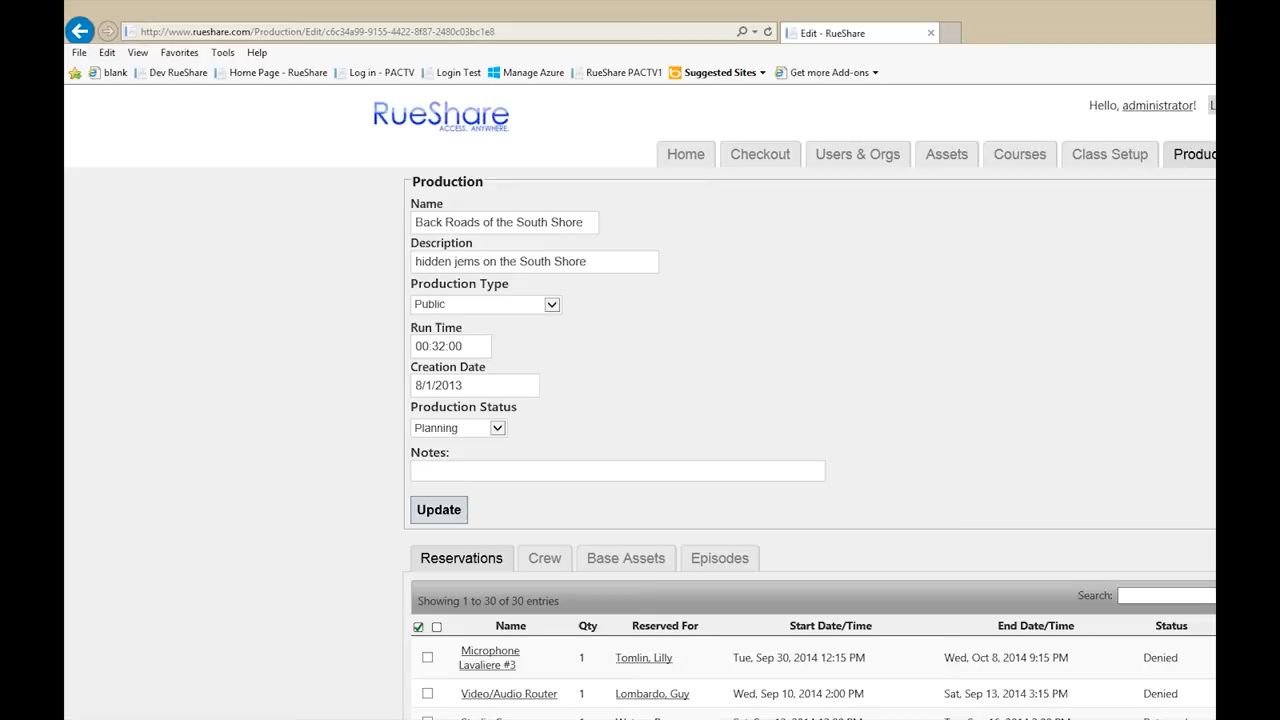 http://www.rueshare.com/Production/Edit/c6c34a99-9155-4422-8f87-2480c03bc1e8
Edit - RueShare
File Edit View Favorites Tools Help
blank Dev RueShare Home Page - RueShare Log in - PACTV Login Test Manage Azure RueShare PACTV1 Suggested Sites Get more Add-ons
RueShare
ACCESS. ANYWHERE.
Hello, administrator!
Home Checkout Users & Orgs Assets Courses Class Setup Produc
Production
Name
Back Roads of the South Shore
Description
hidden jems on the South Shore
Production Type
Public
Run Time
00:32:00
Creation Date
8/1/2013
Production Status
Planning
Notes:
Update
Reservations Crew Base Assets Episodes
Showing 1 to 30 of 30 entries Search:
Name Qty Reserved For Start Date/Time End Date/Time Status
Microphone
Lavaliere #3 1 Tomlin, Lilly Tue, Sep 30, 2014 12:15 PM Wed, Oct 8, 2014 9:15 PM Denied
Video/Audio Router 1 Lombardo, Guy Wed, Sep 10, 2014 2:00 PM Sat, Sep 13, 2014 3:15 PM Denied